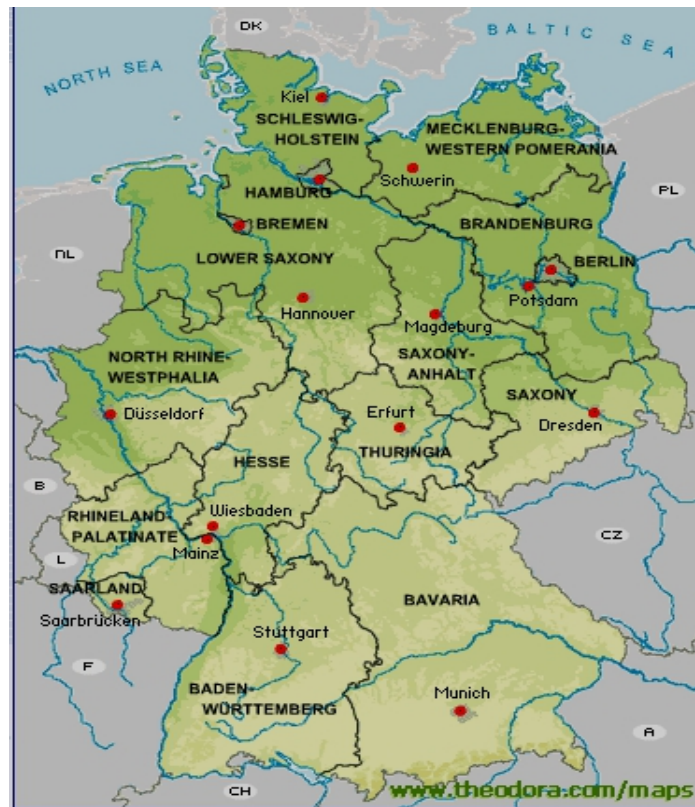 DK
BALTIC SEA
NORTH SEA
Kiel
SCHLESWIG-
HOLSTEIN
MECKLENBURG-
WESTERN POMERANIA
Schwerin
HAMBURG
PL
BREMEN
BRANDENBURG
NL
LOWER SAXONY
BERLIN
Hannover
Potsdam
Magdeburg
NORTH RHINE-
WESTPHALIA
SAXONY-
ANHALT
SAXONY
Düsseldorf
Erfurt
Dresden
THURINGIA
HESSE
B
Wiesbaden
RHINELAND-
PALATINATE
Mainz
CZ
L
SAARLAND
BAVARIA
Saarbrücken
Stuttgart
F
BADEN-
WÜRTTEMBERG
Munich
A
CH
www.theodora.com/maps